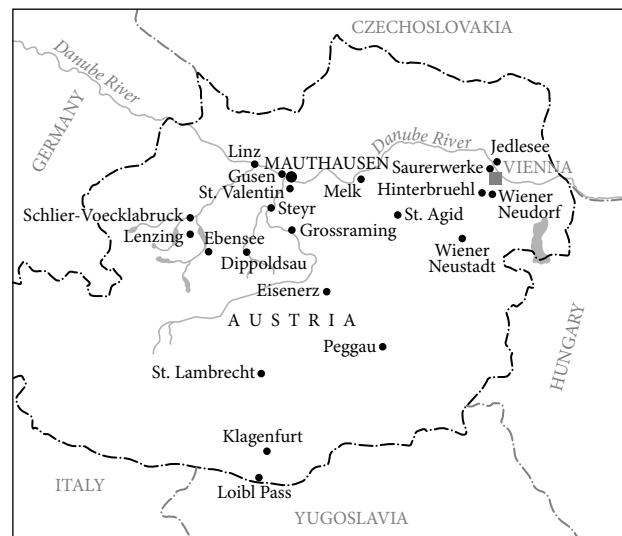 CZECHOSLOVAKIA
Danube River
GERMANY
Danube River
Jedlesee
Linz
MAUTHAUSEN
Saurerwerke
VIENNA
Gusen
St. Valentin
Melk
Hinterbruehl
Wiener
Neudorf
Schlier-Voecklabruck
Steyr
St. Agid
Lenzing
Ebensee
Grossraming
Wiener
Neustadt
Dippoldsau
Eisenerz
AUSTRIA
Peggau
HUNGARY
St. Lambrecht
Klagenfurt
ITALY
Loibl Pass
YUGOSLAVIA